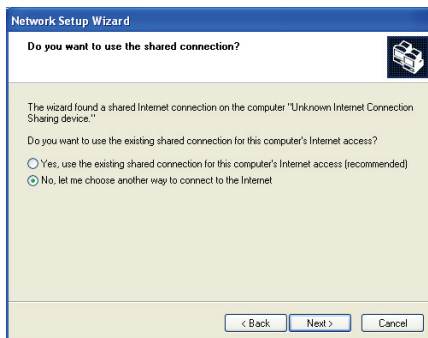 Network Setup Wizard
Do you want to use the shared connection?
The wizard found a shared Internet connection on the computer "Unknown Internet Connection
Sharing device."
Do you want to use the existing shared connection for this computer's Internet access?
Yes, use the existing shared connection for this computer's Internet access (recommended)
No, let me choose another way to connect to the Internet
< Back Next > Cancel